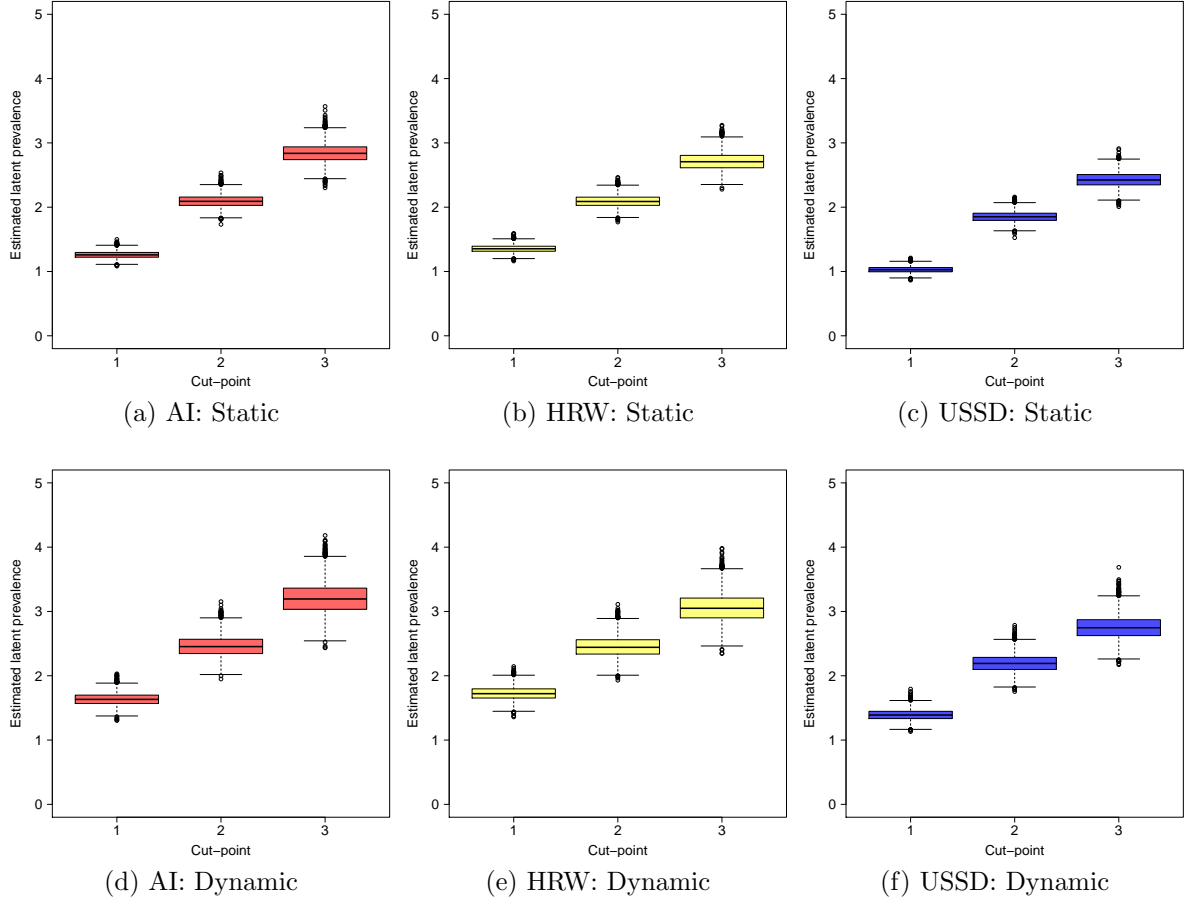 Estimated latent prevalence
5
4
3
2
1
0
1 2 3
Cut−point
(a) AI: Static
Estimated latent prevalence
5
4
3
2
1
0
1 2 3
Cut−point
(b) HRW: Static
Estimated latent prevalence
5
4
3
2
1
0
1 2 3
Cut−point
(c) USSD: Static
Estimated latent prevalence
5
4
3
2
1
0
1 2 3
Cut−point
(d) AI: Dynamic
Estimated latent prevalence
5
4
3
2
1
0
1 2 3
Cut−point
(e) HRW: Dynamic
Estimated latent prevalence
5
4
3
2
1
0
1 2 3
Cut−point
(f) USSD: Dynamic